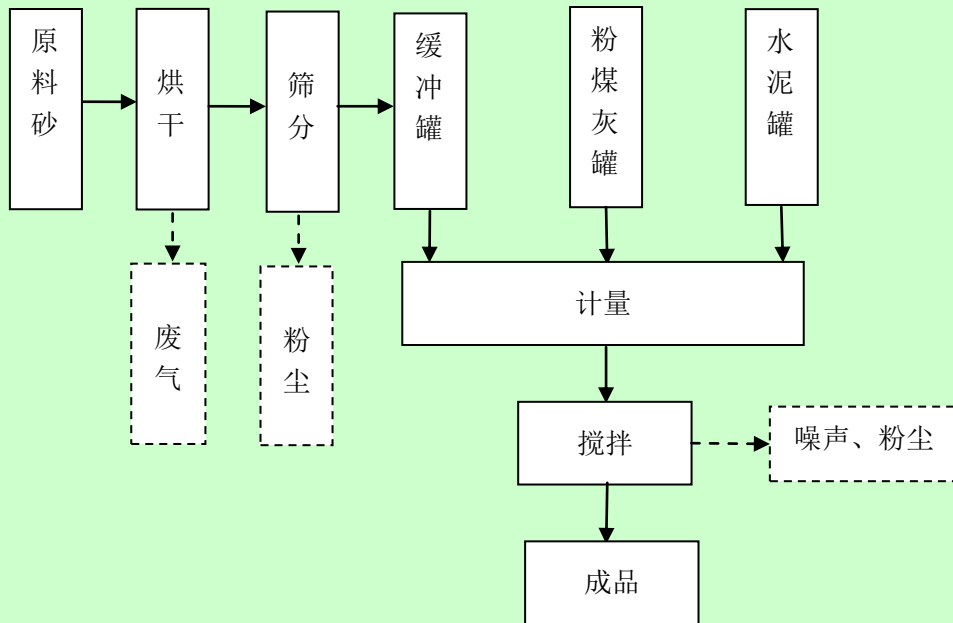 原料砂
烘干
筛分
缓冲罐
粉煤灰罐
水泥罐
废气
粉尘
计量
搅拌
噪声、粉尘
成品